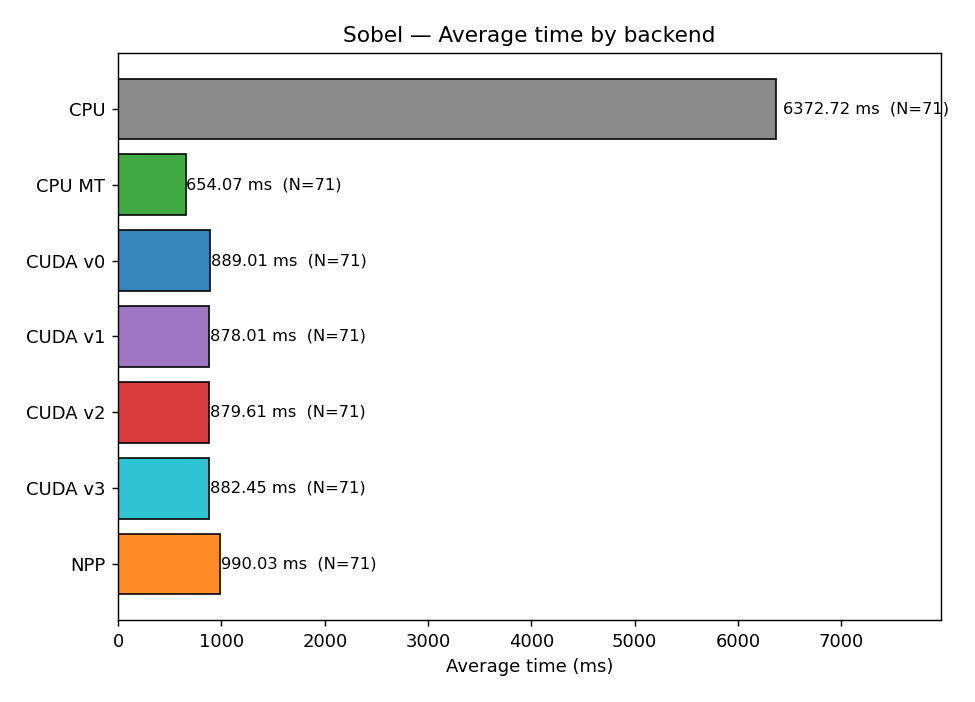 Sobel — Average time by backend
CPU
6372.72 ms  (N=71)
CPU MT
654.07 ms  (N=71)
CUDA v0
889.01 ms  (N=71)
CUDA v1
878.01 ms  (N=71)
CUDA v2
879.61 ms  (N=71)
CUDA v3
882.45 ms  (N=71)
NPP
990.03 ms  (N=71)
0 1000 2000 3000 4000 5000 6000 7000
Average time (ms)